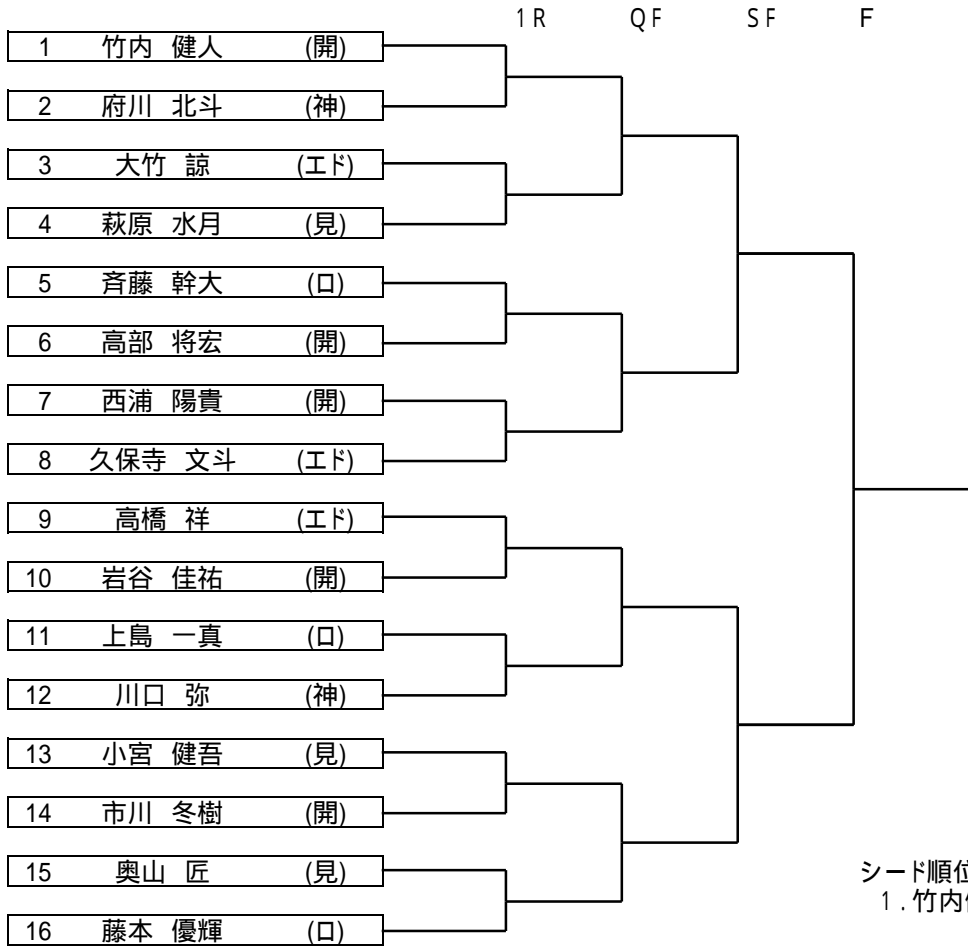 1R QF SF F
1 竹内 健人 (開)
2 府川 北斗 (神)
3 大竹 諒 (エド)
4 萩原 水月 (見)
5 斉藤 幹大 (ロ)
6 高部 将宏 (開)
7 西浦 陽貴 (開)
8 久保寺 文斗 (エド)
9 高橋 祥 (エド)
10 岩谷 佳祐 (開)
11 上島 一真 (ロ)
12 川口 弥 (神)
13 小宮 健吾 (見)
14 市川 冬樹 (開)
15 奥山 匠 (見)
16 藤本 優輝 (ロ)
シード順位
1.竹内